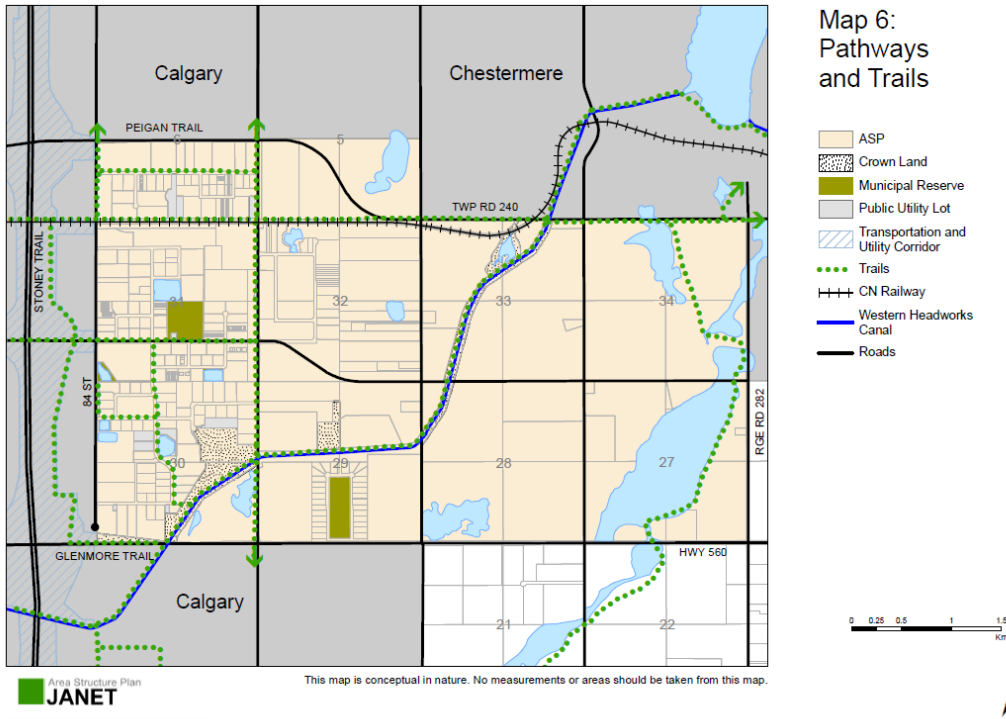 Map 6:
Pathways
and Trails
Calgary
Chestermere
PEIGAN TRAIL
6
5
TWP RD 240
STONEY TRAIL
31
32
33
34
84 ST
RGE RD 282
30
29
28
27
GLENMORE TRAIL
HWY 560
Calgary
21
22
ASP
Crown Land
Municipal Reserve
Public Utility Lot
Transportation and
Utility Corridor
Trails
CN Railway
Western Headworks
Canal
Roads
0 0.25 0.5 1 1.5
Km
Area Structure Plan
JANET
This map is conceptual in nature. No measurements or areas should be taken from this map.